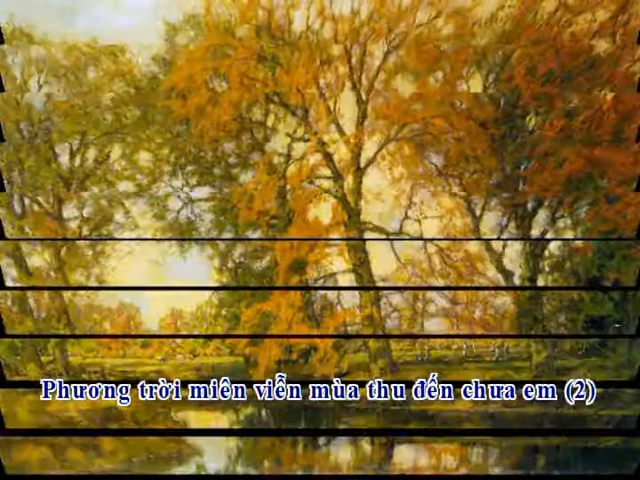 Phương trời miên viễn mùa thu đến chưa em (2)